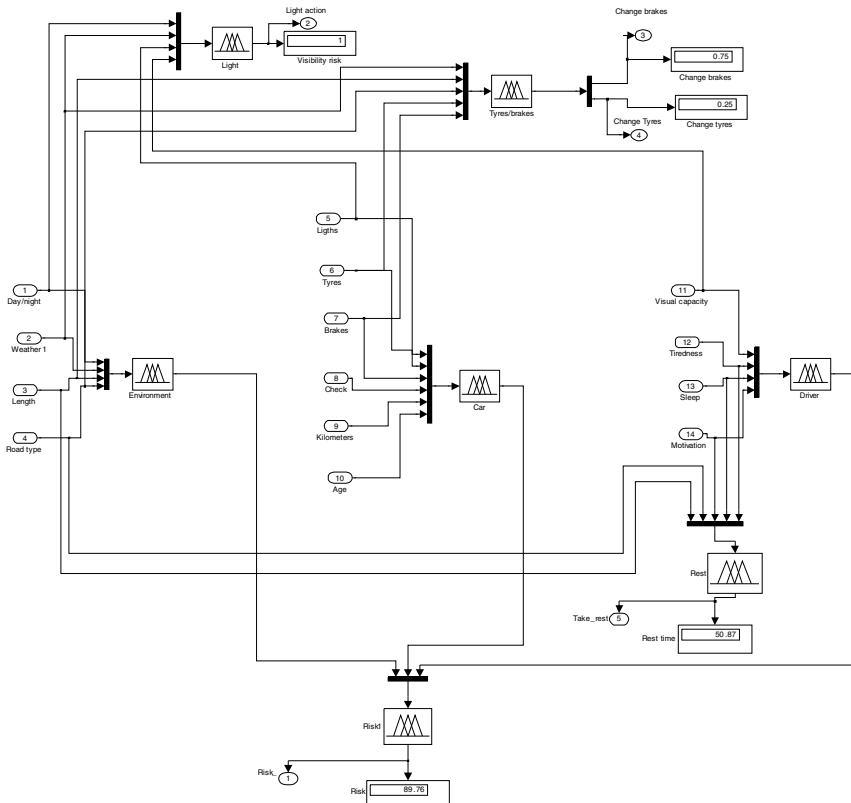 Light action
2
Light
1
Visibility risk
Change brakes
3
0.75
Change brakes
Tyres/brakes
0.25
Change tyres
Change Tyres
4
5
Ligths
6
Tyres
7
Brakes
8
Check
9
Kilometers
10
Age
1
Day/night
2
Weather 1
3
Length
4
Road type
Environment
Car
11
Visual capacity
12
Tiredness
13
Sleep
14
Motivation
Driver
Rest
Take_rest
5
50.87
Rest time
Risk1
Risk_
1
89.76
Risk